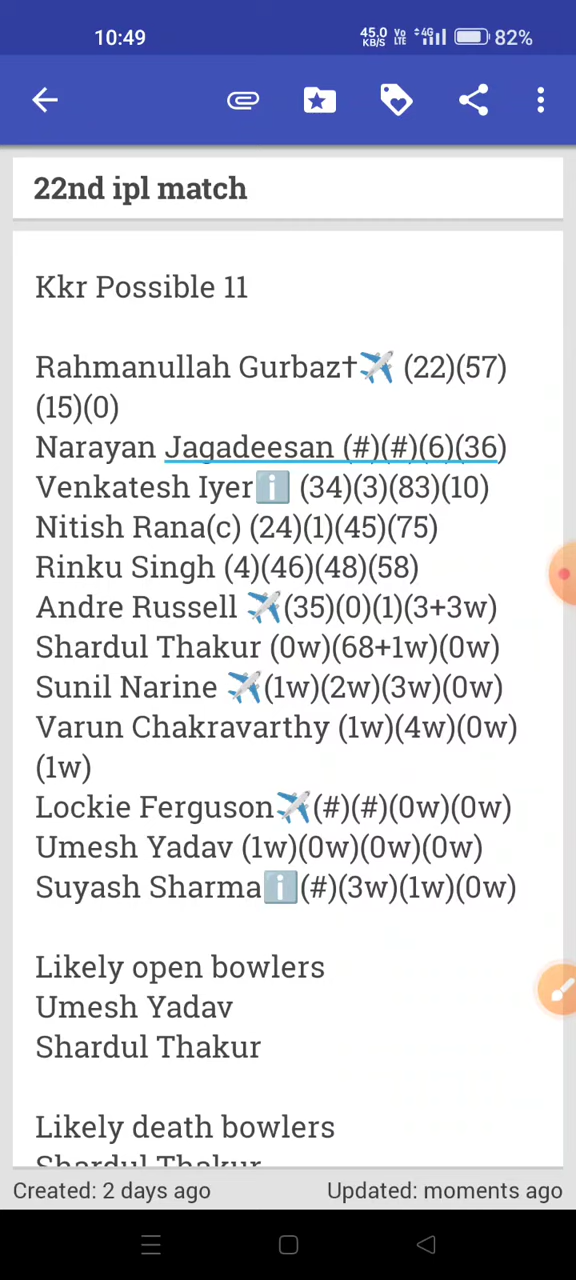 10:49 45.0 KB/S Vo LTE 4G 82%
22nd ipl match
Kkr Possible 11
Rahmanullah Gurbaz†✈️ (22)(57)
(15)(0)
Narayan Jagadeesan (#)(#)(6)(36)
Venkatesh Iyerℹ️ (34)(3)(83)(10)
Nitish Rana(c) (24)(1)(45)(75)
Rinku Singh (4)(46)(48)(58)
Andre Russell ✈️(35)(0)(1)(3+3w)
Shardul Thakur (0w)(68+1w)(0w)
Sunil Narine ✈️(1w)(2w)(3w)(0w)
Varun Chakravarthy (1w)(4w)(0w)
(1w)
Lockie Ferguson✈️(#)(#)(0w)(0w)
Umesh Yadav (1w)(0w)(0w)(0w)
Suyash Sharmaℹ️(#)(3w)(1w)(0w)
Likely open bowlers
Umesh Yadav
Shardul Thakur
Likely death bowlers
Shardul Thakur
Created: 2 days ago Updated: moments ago